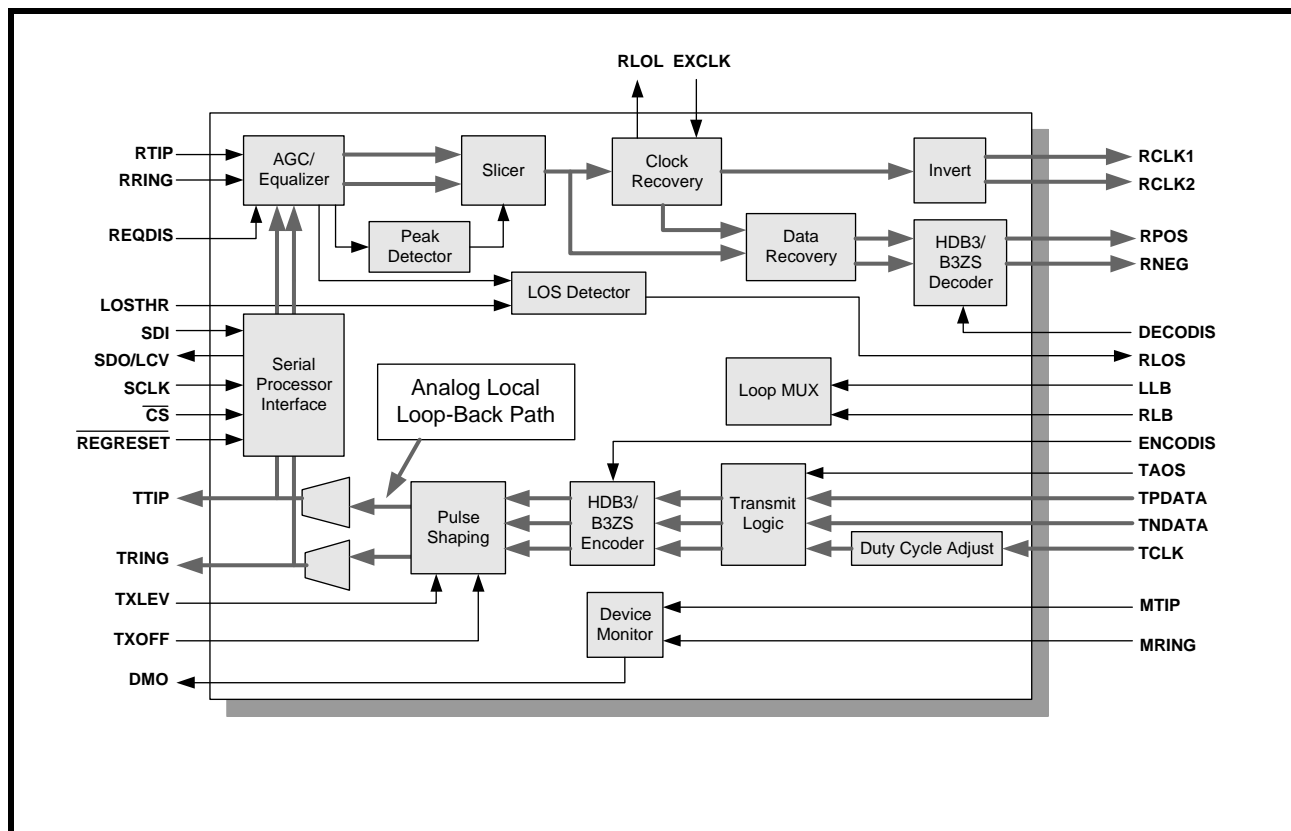 RLOL EXCLK
RTIP
RRING
REQDIS
LOSTHR
SDI
SDO/LCV
SCLK
CS
REGRESET
TTIP
TRING
TXLEV
TXOFF
DMO
AGC/
Equalizer
Slicer
Clock
Recovery
Invert
Peak
Detector
Data
Recovery
HDB3/
B3ZS
Decoder
LOS Detector
Serial
Processor
Interface
Analog Local
Loop-Back Path
Loop MUX
Pulse
Shaping
HDB3/
B3ZS
Encoder
Transmit
Logic
Duty Cycle Adjust
Device
Monitor
RCLK1
RCLK2
RPOS
RNEG
DECODIS
RLOS
LLB
RLB
ENCODIS
TAOS
TPDATA
TNDATA
TCLK
MTIP
MRING